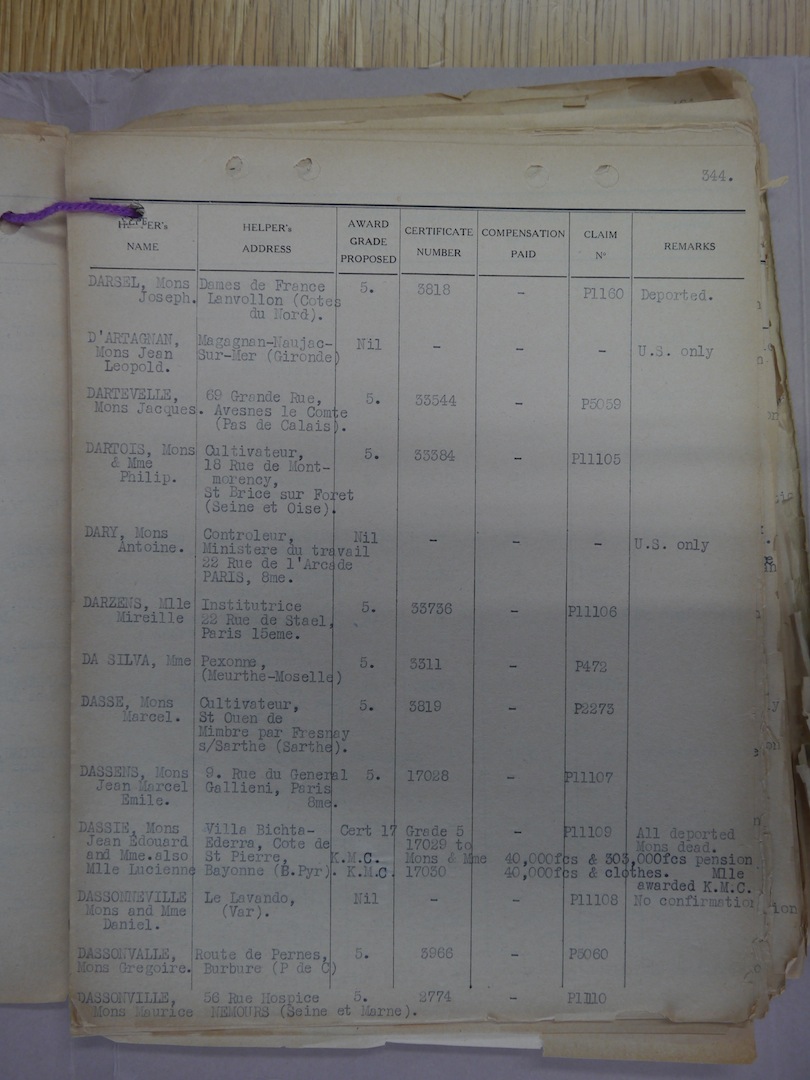 344.
HELPER's NAME HELPER's ADDRESS AWARD GRADE PROPOSED CERTIFICATE NUMBER COMPENSATION PAID CLAIM Nº REMARKS
DARSEL, Mons Dames de France 5. 3818 - P1160 Deported.
Joseph. Lanvollon (Cotes
du Nord).
D'ARTAGNAN, Magagnan-Naujac- Nil - - - U.S. only
Mons Jean Sur-Mer (Gironde)
Leopold.
DARTEVELLE, 69 Grande Rue, 5. 33544 - P5059
Mons Jacques. Avesnes le Comte
(Pas de Calais).
DARTOIS, Mons Cultivateur, 5. 33384 - P11105
& Mme 18 Rue de Mont-
Philip. morency,
St Brice sur Foret
(Seine et Oise).
DARY, Mons Controleur, Nil - - - U.S. only
Antoine. Ministere du travail
22 Rue de l'Arcade
PARIS, 8me.
DARZENS, Mlle Institutrice 5. 33736 - P11106
Mireille 22 Rue de Stael,
Paris 15eme.
DA SILVA, Mme Pexonne, 5. 3311 - P472
(Meurthe-Moselle)
DASSE, Mons Cultivateur, 5. 3819 - P2273
Marcel. St Ouen de
Mimbre par Fresnay
s/Sarthe (Sarthe).
DASSENS, Mons 9. Rue du General 5. 17028 - P11107
Jean Marcel Gallieni, Paris
Emile. 8me.
DASSIE, Mons Villa Bichta- Cert 17 Grade 5 - P11109 All deported
Jean Edouard Ederra, Cote de 17029 to Mons dead.
and Mme.also St Pierre, K.M.C. Mons & Mme 40,000fcs & 303,000fcs pension
Mlle Lucienne Bayonne (B.Pyr). K.M.C. 17030 40,000fcs & clothes. Mlle
awarded K.M.C.
DASSONNEVILLE Le Lavando, Nil - - P11108 No confirmation
Mons and Mme (Var).
Daniel.
DASSONVALLE, Route de Pernes, 5. 3966 - P5060
Mons Gregoire. Burbure (P de C)
DASSONVILLE, 56 Rue Hospice 5. 2774 - P1110
Mons Maurice NEMOURS (Seine et Marne).